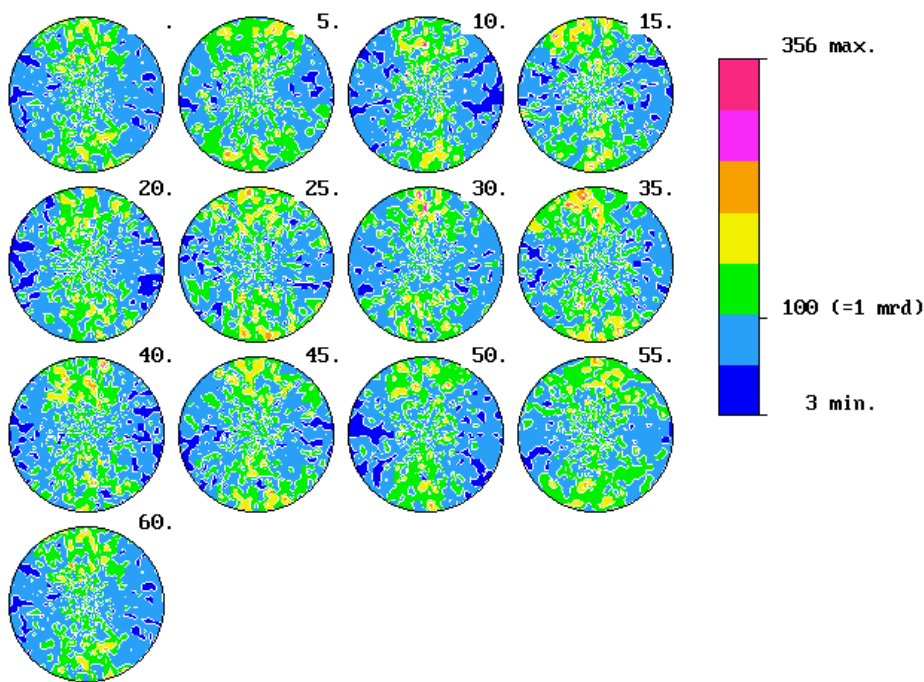 . 5. 10. 15.
356 max.
20. 25. 30. 35.
100 (=1 mrd)
40. 45. 50. 55.
3 min.
60.